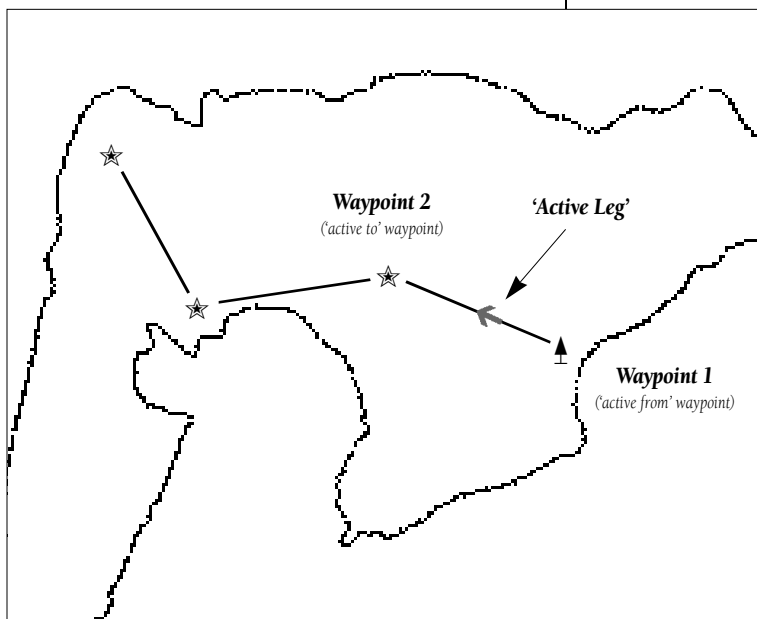 Waypoint 2
(‘active to’ waypoint)
‘Active Leg’
Waypoint 1
(‘active from’ waypoint)